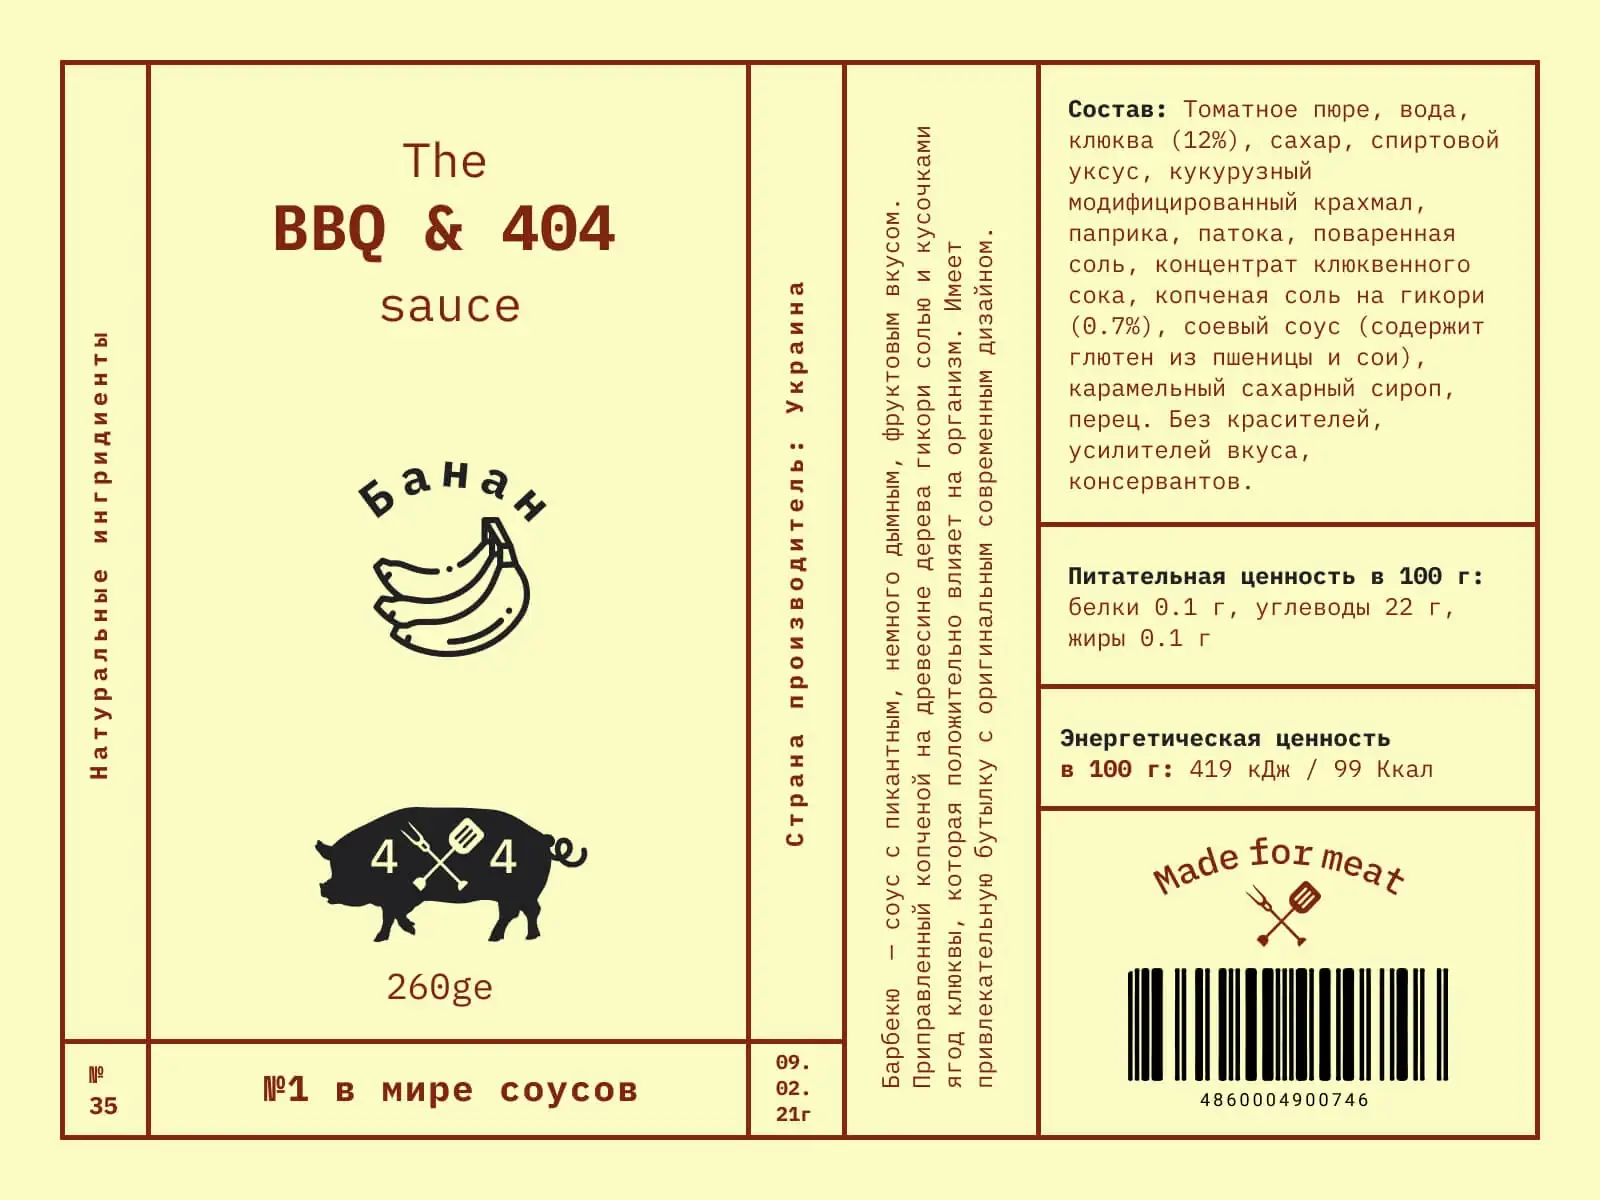 Натуральные ингридиенты
№
35
The
BBQ & 404
sauce
Банан
4 4
260ge
№1 в мире соусов
Страна производитель: Украина
09.
02.
21г
Барбекю — соус с пикантным, немного дымным, фруктовым вкусом.
Приправленный копченой на древесине дерева гикори солью и кусочками
ягод клюквы, которая положительно влияет на организм. Имеет
привлекательную бутылку с оригинальным современным дизайном.
Состав: Томатное пюре, вода,
клюква (12%), сахар, спиртовой
уксус, кукурузный
модифицированный крахмал,
паприка, патока, поваренная
соль, концентрат клюквенного
сока, копченая соль на гикори
(0.7%), соевый соус (содержит
глютен из пшеницы и сои),
карамельный сахарный сироп,
перец. Без красителей,
усилителей вкуса,
консервантов.
Питательная ценность в 100 г:
белки 0.1 г, углеводы 22 г,
жиры 0.1 г
Энергетическая ценность
в 100 г: 419 кДж / 99 Ккал
Made for meat
4860004900746